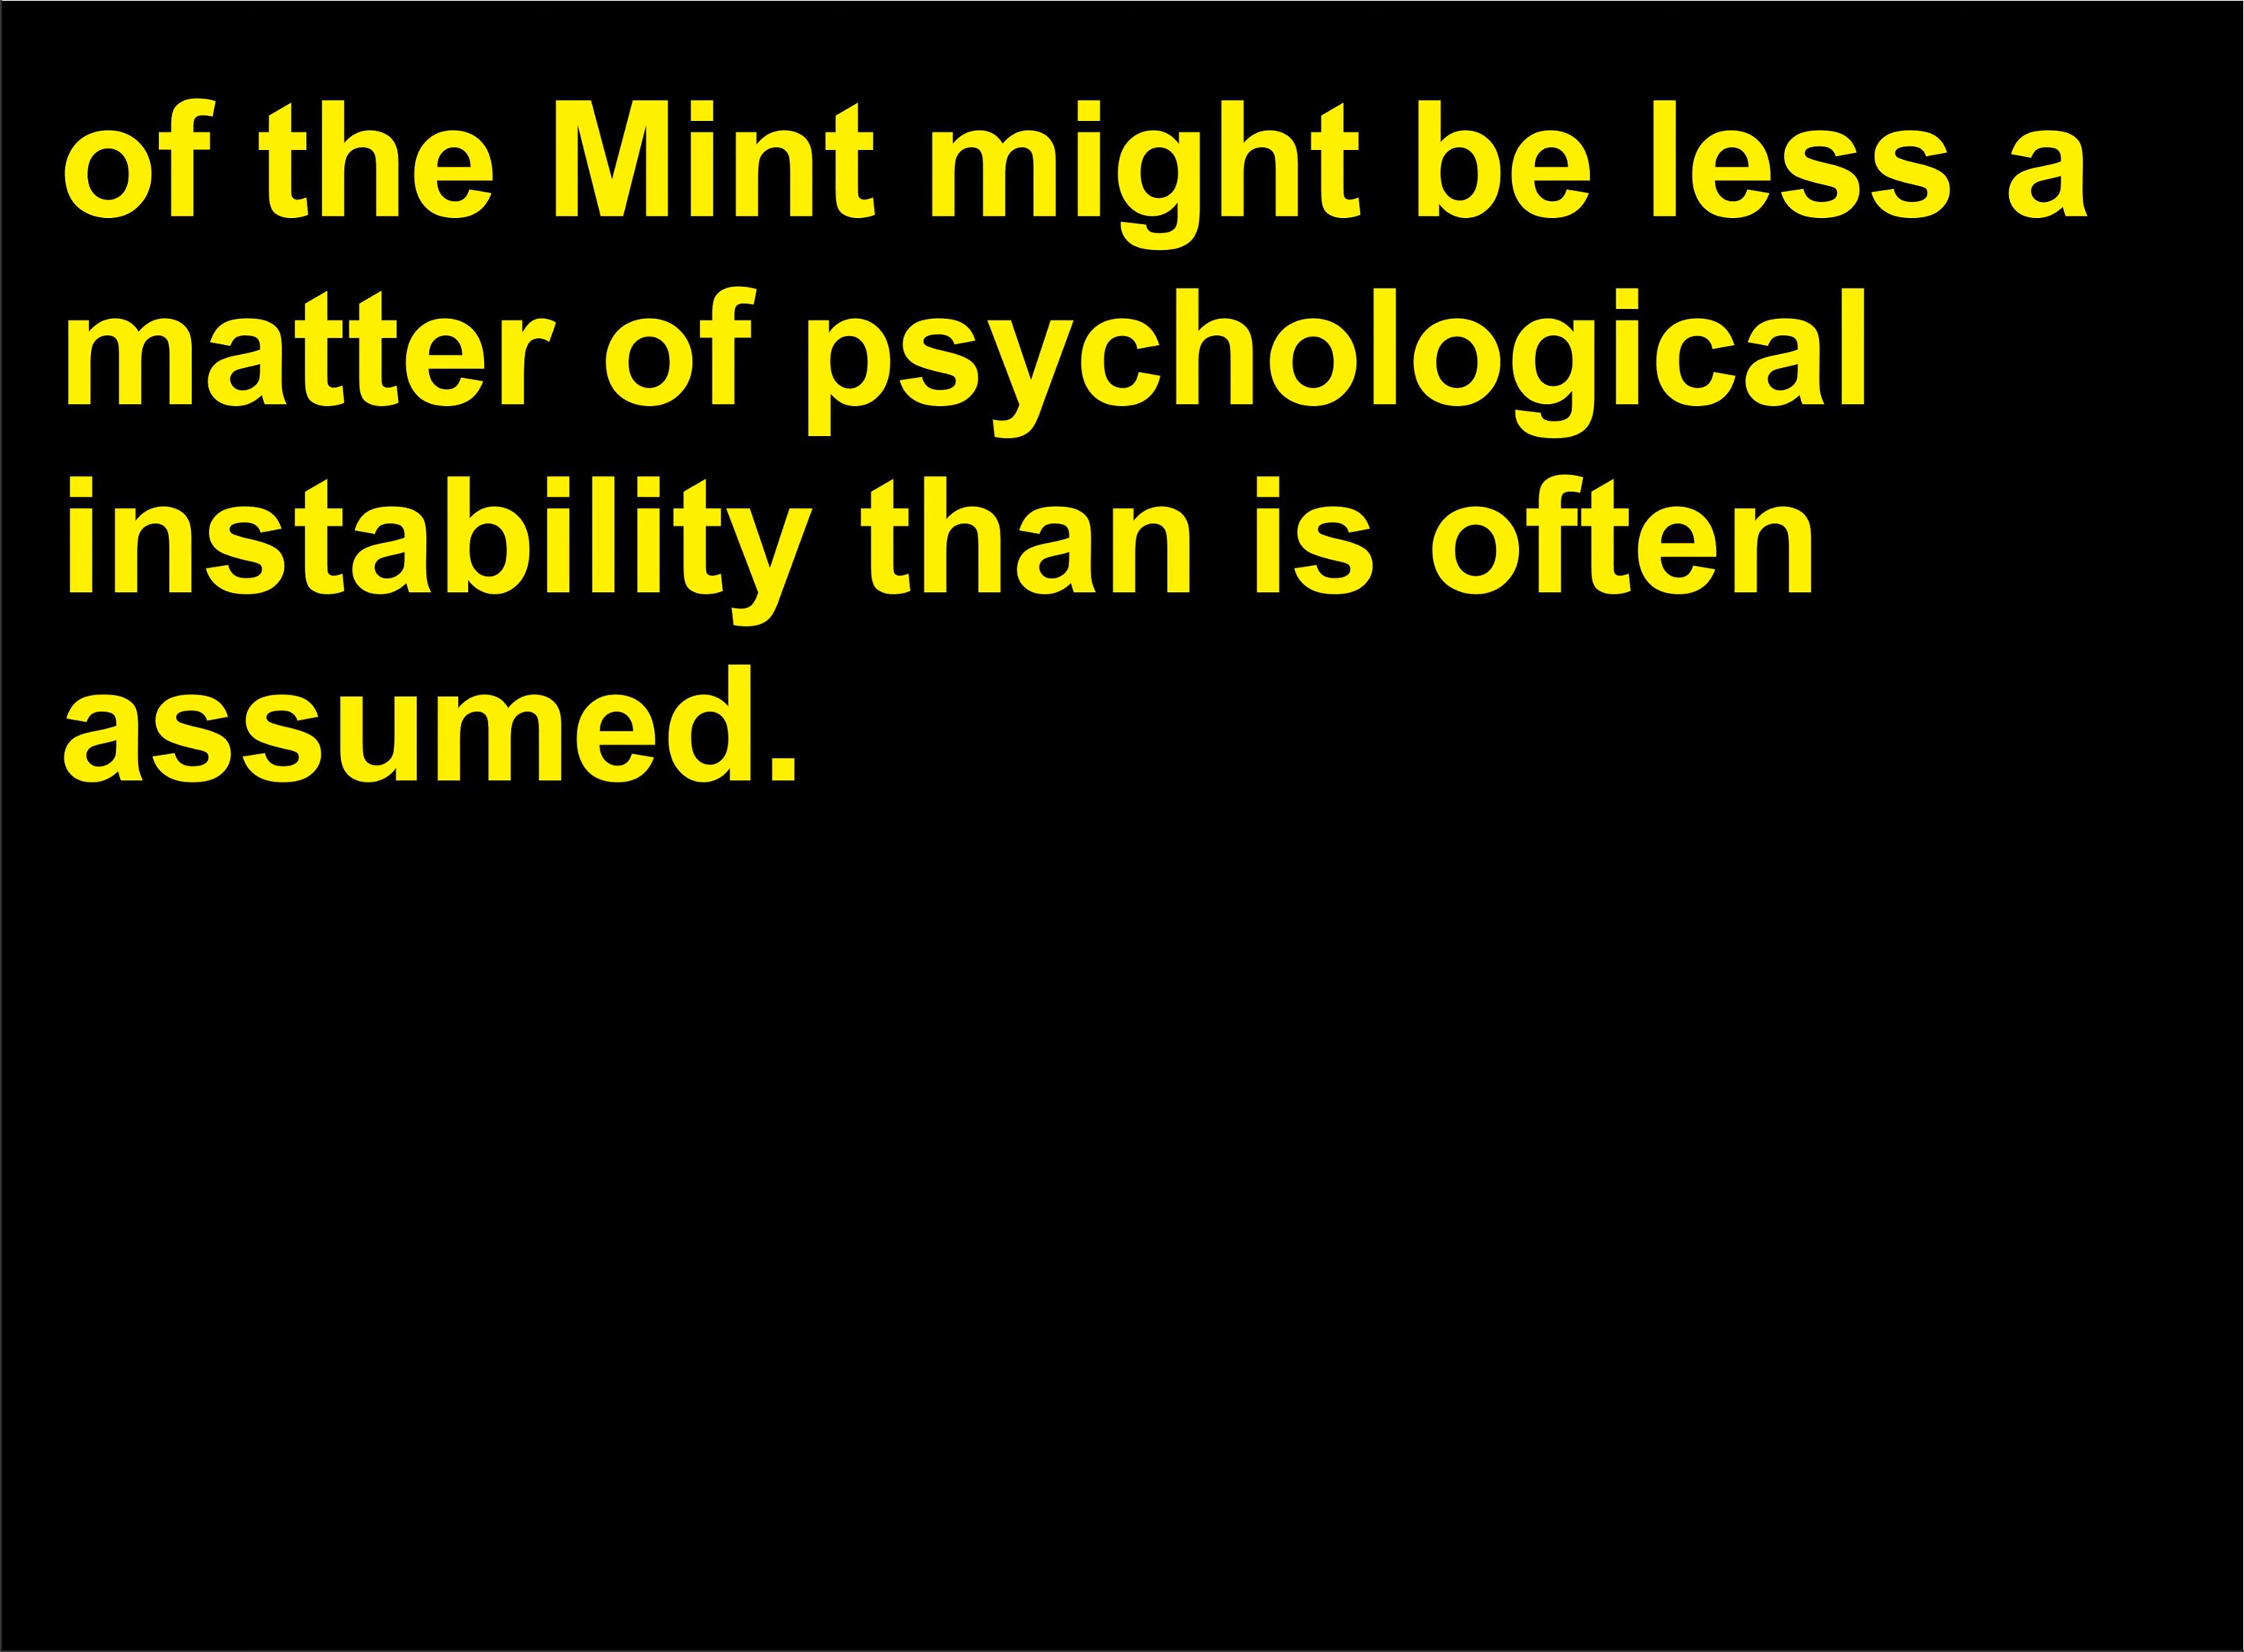 of the Mint might be less a
matter of psychological
instability than is often
assumed.